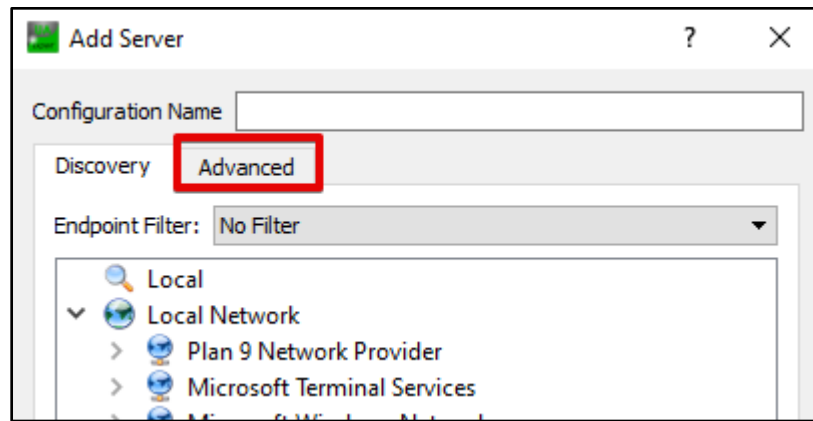 Add Server ?
Configuration Name
Discovery Advanced
Endpoint Filter: No Filter
Local
Local Network
Plan 9 Network Provider
Microsoft Terminal Services